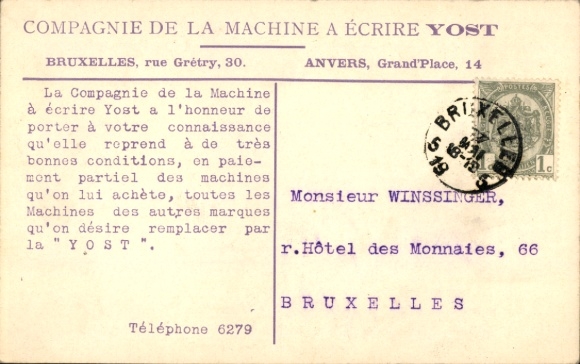 COMPAGNIE DE LA MACHINE A ÉCRIRE YOST
BRUXELLES, rue Grétry, 30. ANVERS, Grand'Place, 14
La Compagnie de la Machine
à écrire Yost a l'honneur de
porter à votre connaissance
qu'elle reprend à de très
bonnes conditions, en paie-
ment partiel des machines
qu'on lui achète, toutes les
Machines des autres marques
qu'on désire remplacer par
la " Y O S T ".
Téléphone 6279
POSTES
1 1c
BRUXELLES
Monsieur WINSSINGER,
r.Hôtel des Monnaies, 66
B R U X E L L E S